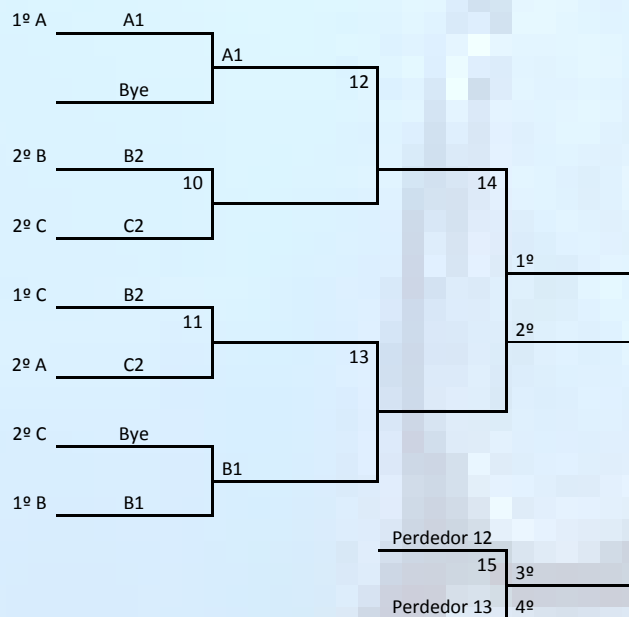 1º A A1
A1
12
Bye
2º B B2
10
14
2º C C2
1º
1º C B2
11
2º
13
2º A C2
2º C Bye
B1
1º B B1
Perdedor 12
15
3º
Perdedor 13 4º